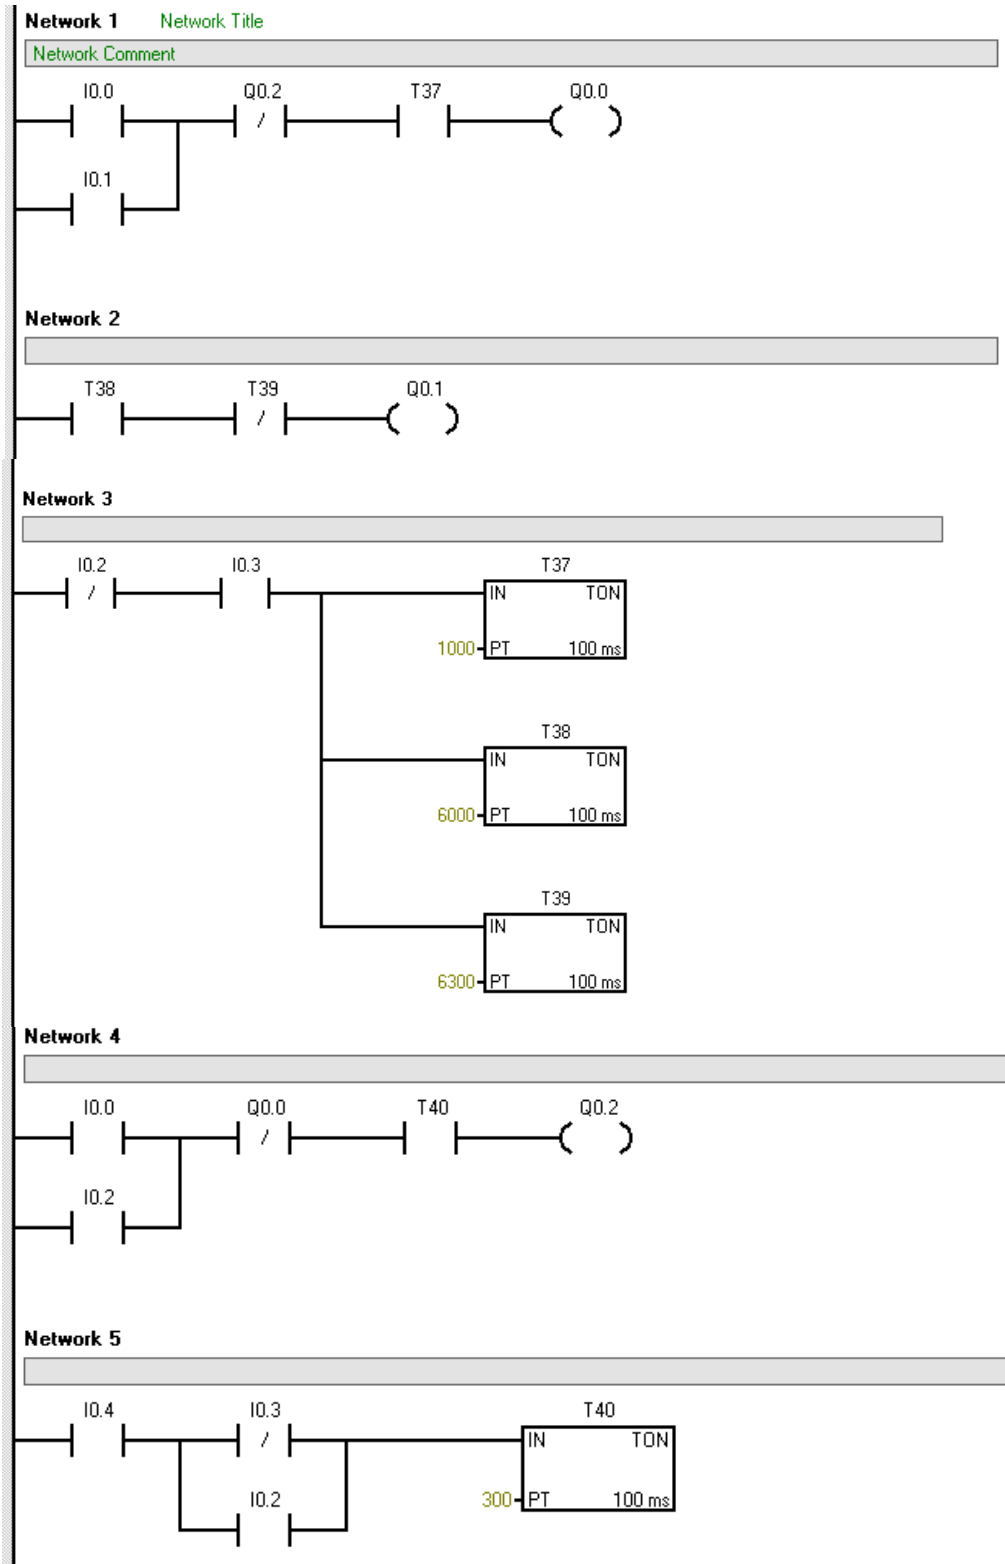 Network 1 Network Title
Network Comment
I0.0 Q0.2 T37 Q0.0
/
I0.1
Network 2
T38 T39 Q0.1
/
Network 3
I0.2 I0.3 T37
/ IN TON
1000 PT 100 ms
T38
IN TON
6000 PT 100 ms
T39
IN TON
6300 PT 100 ms
Network 4
I0.0 Q0.0 T40 Q0.2
/
I0.2
Network 5
I0.4 I0.3 T40
/ IN TON
I0.2 300 PT 100 ms